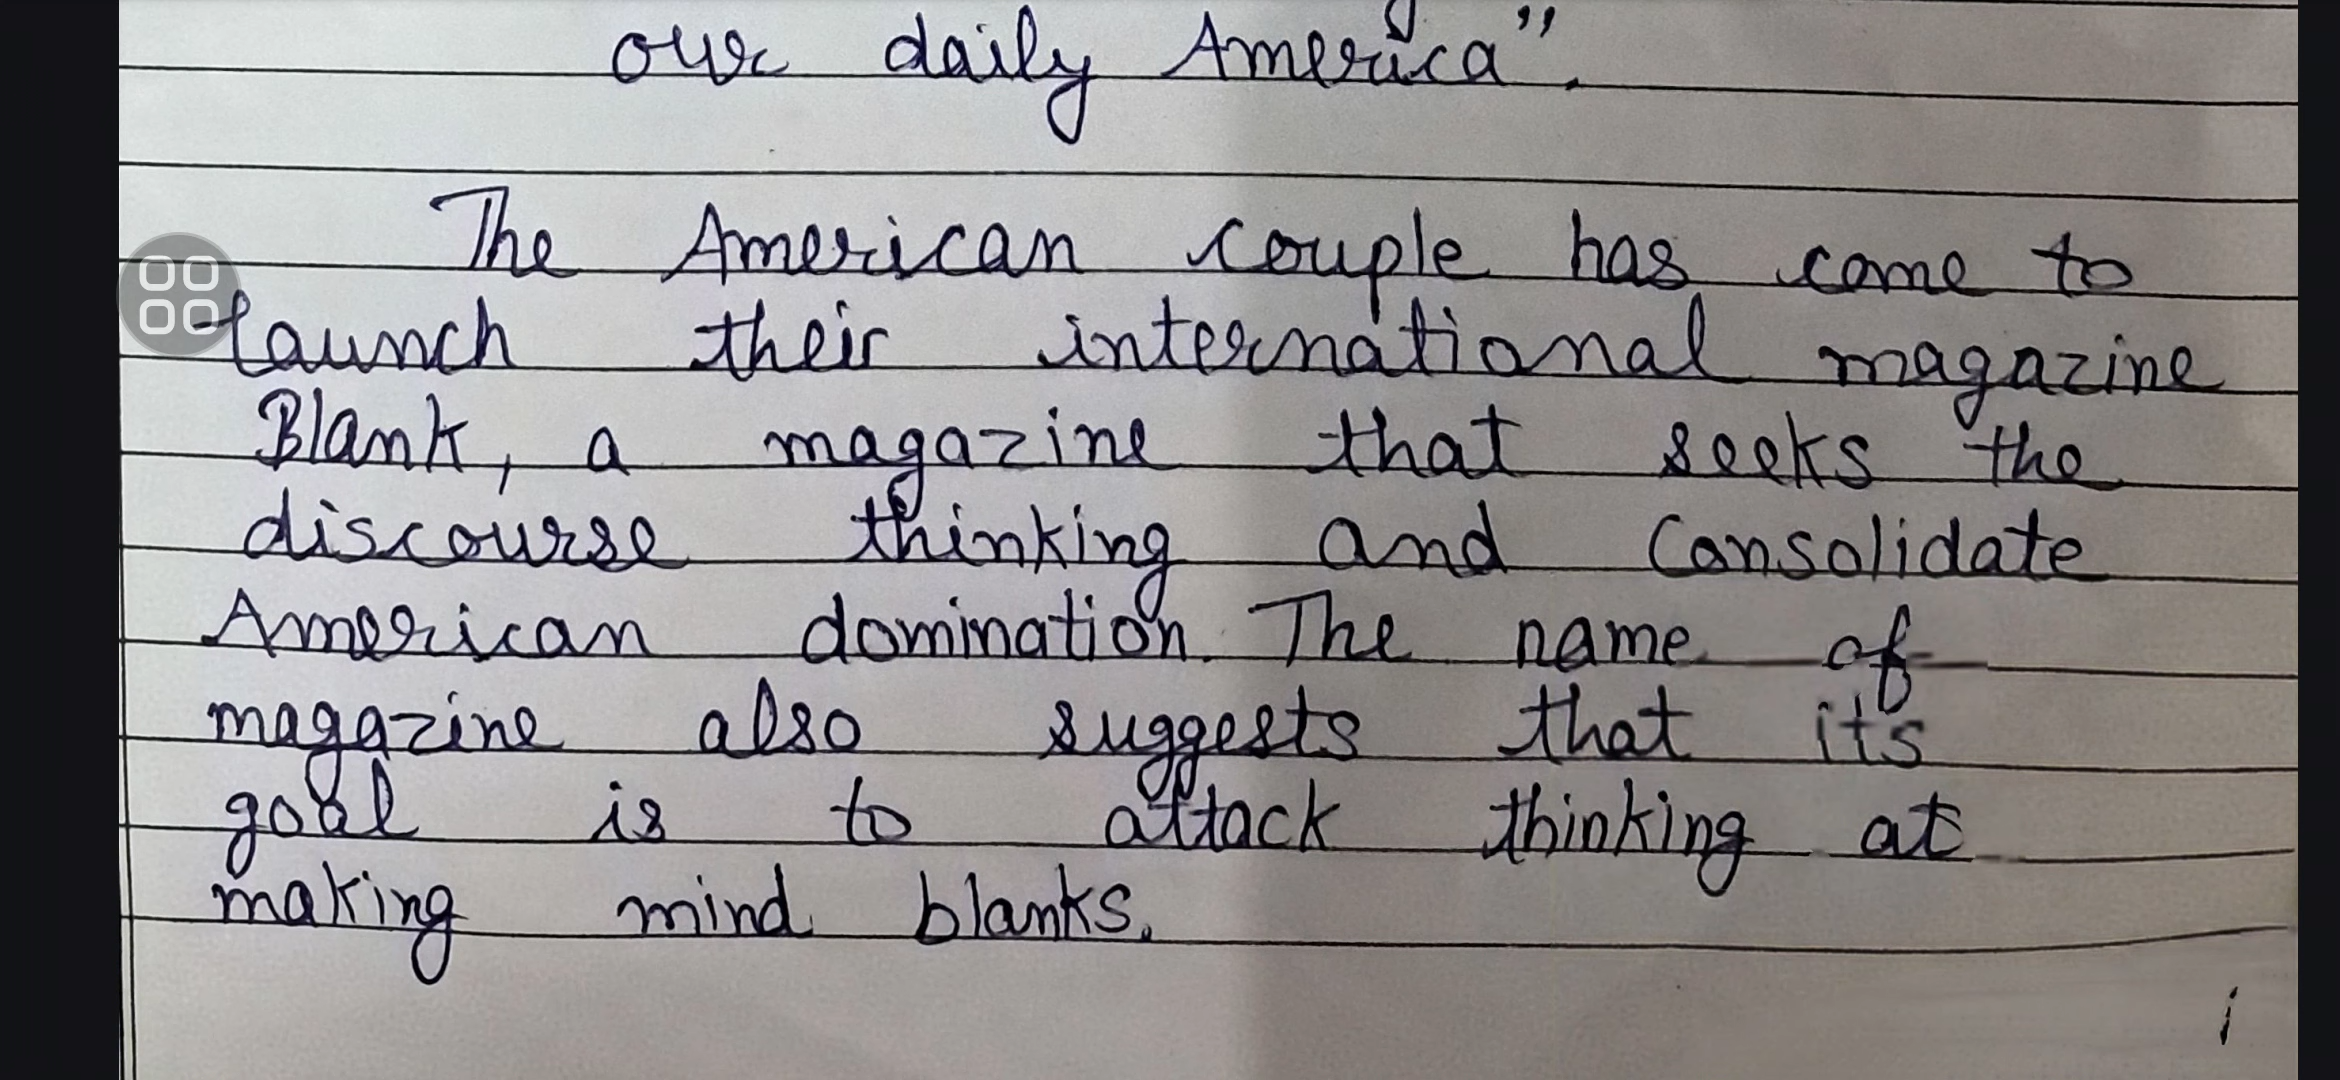 our daily America".
The American couple has come to
launch their international magazine
Blank, a magazine that seeks the
discourse thinking and Consolidate
American domination. The name of
magazine also suggests that its
goal is to attack thinking at
making mind blanks.